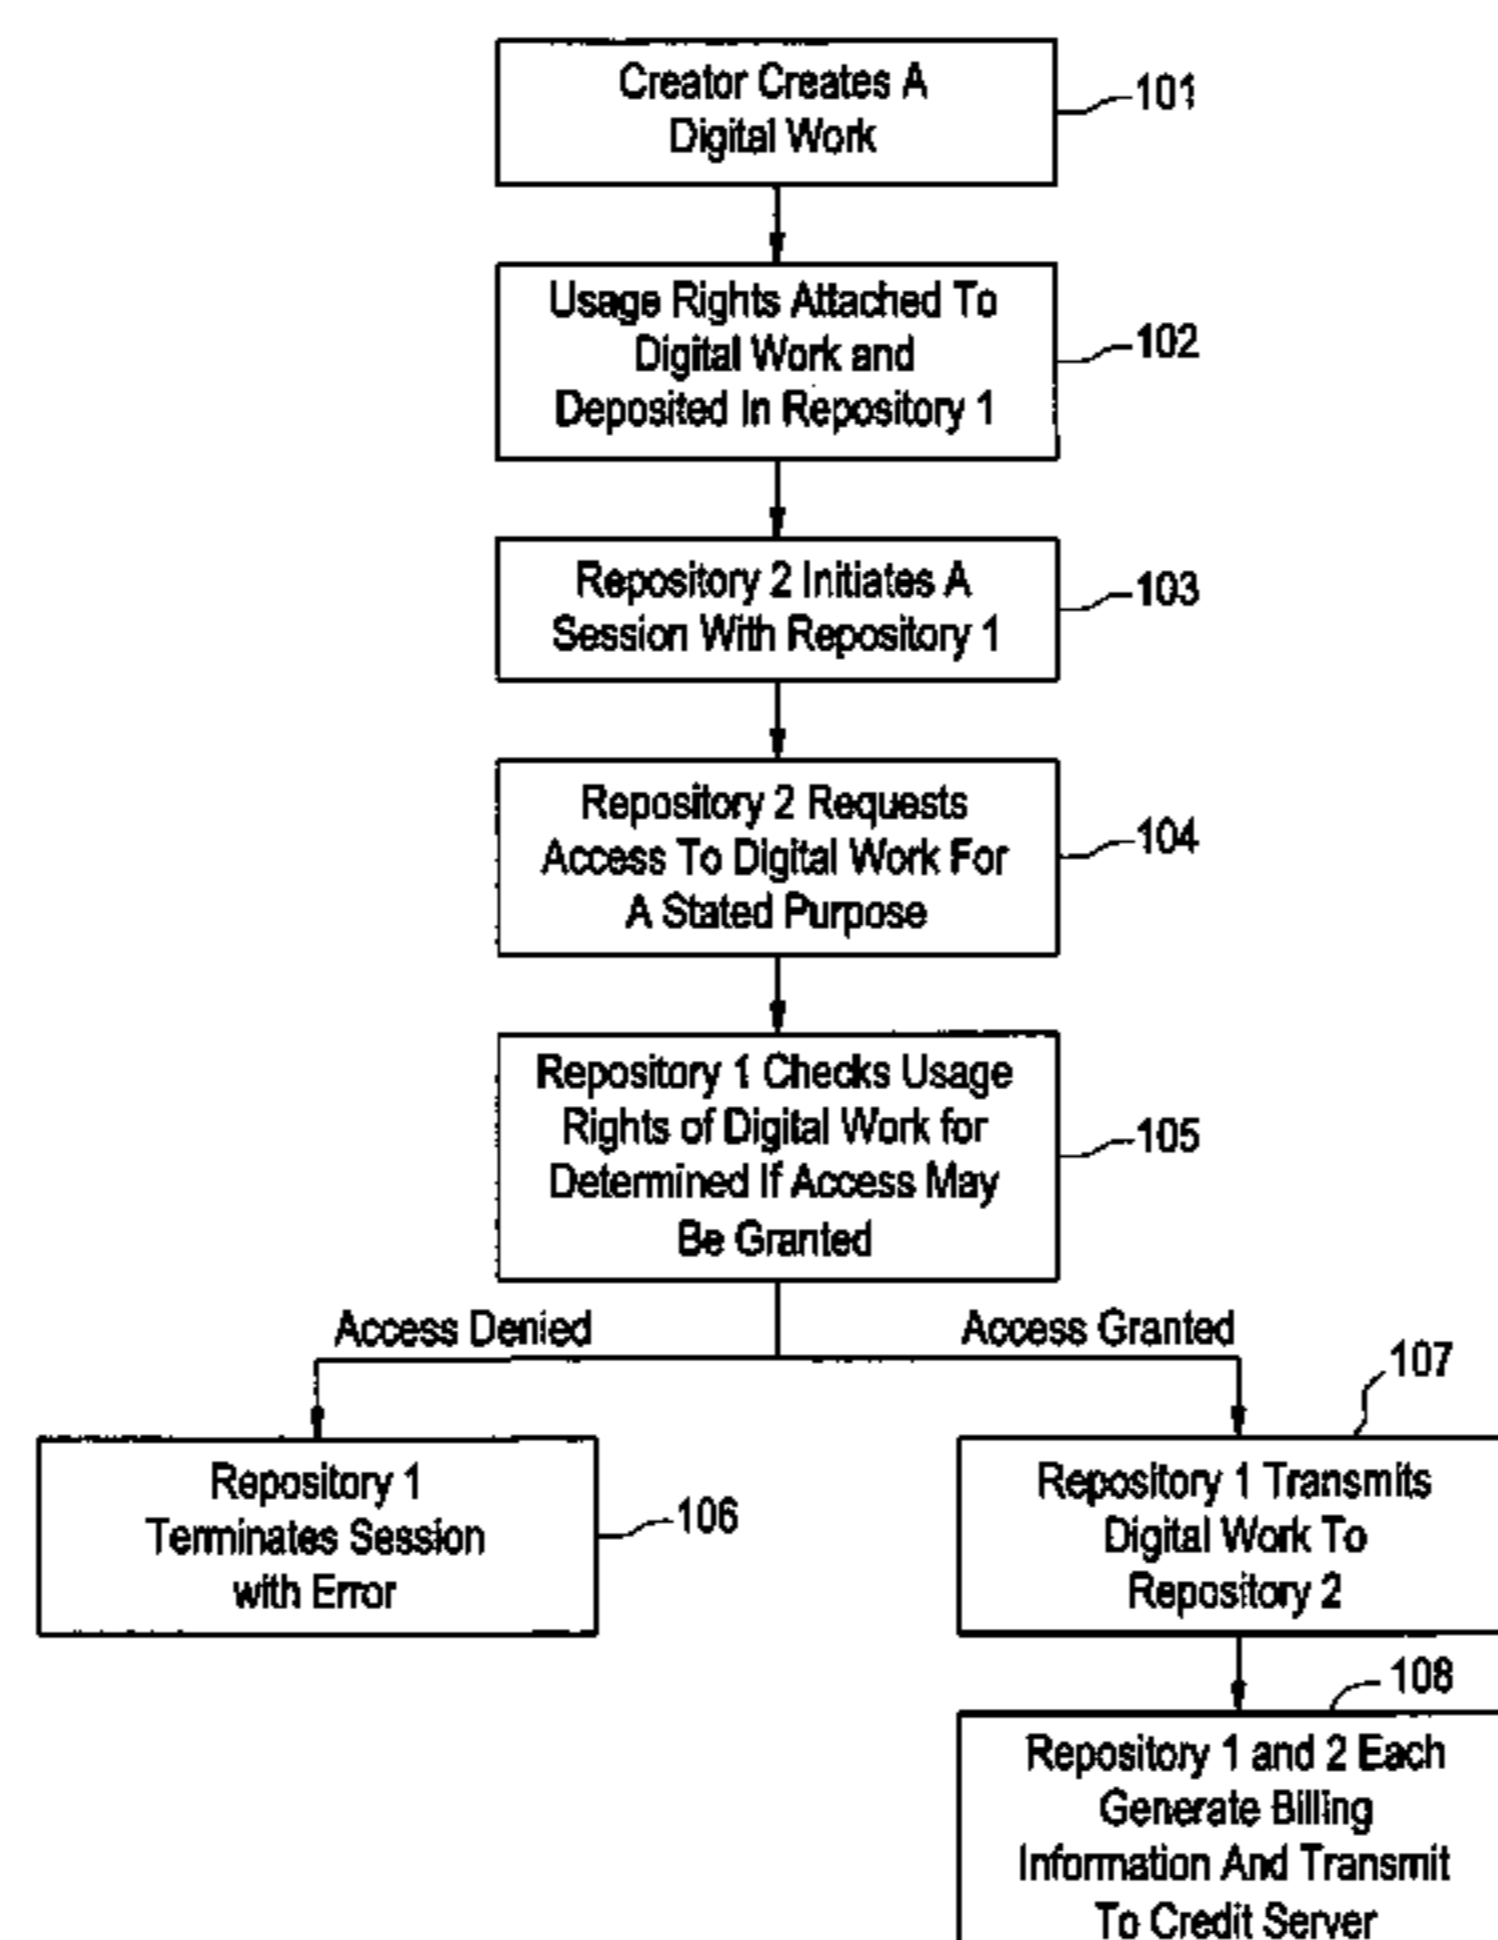 Creator Creates A
Digital Work
101
Usage Rights Attached To
Digital Work and
Deposited In Repository 1
102
Repository 2 Initiates A
Session With Repository 1
103
Repository 2 Requests
Access To Digital Work For
A Stated Purpose
104
Repository 1 Checks Usage
Rights of Digital Work for
Determined If Access May
Be Granted
105
Access Denied
Access Granted
107
Repository 1
Terminates Session
with Error
106
Repository 1 Transmits
Digital Work To
Repository 2
108
Repository 1 and 2 Each
Generate Billing
Information And Transmit
To Credit Server